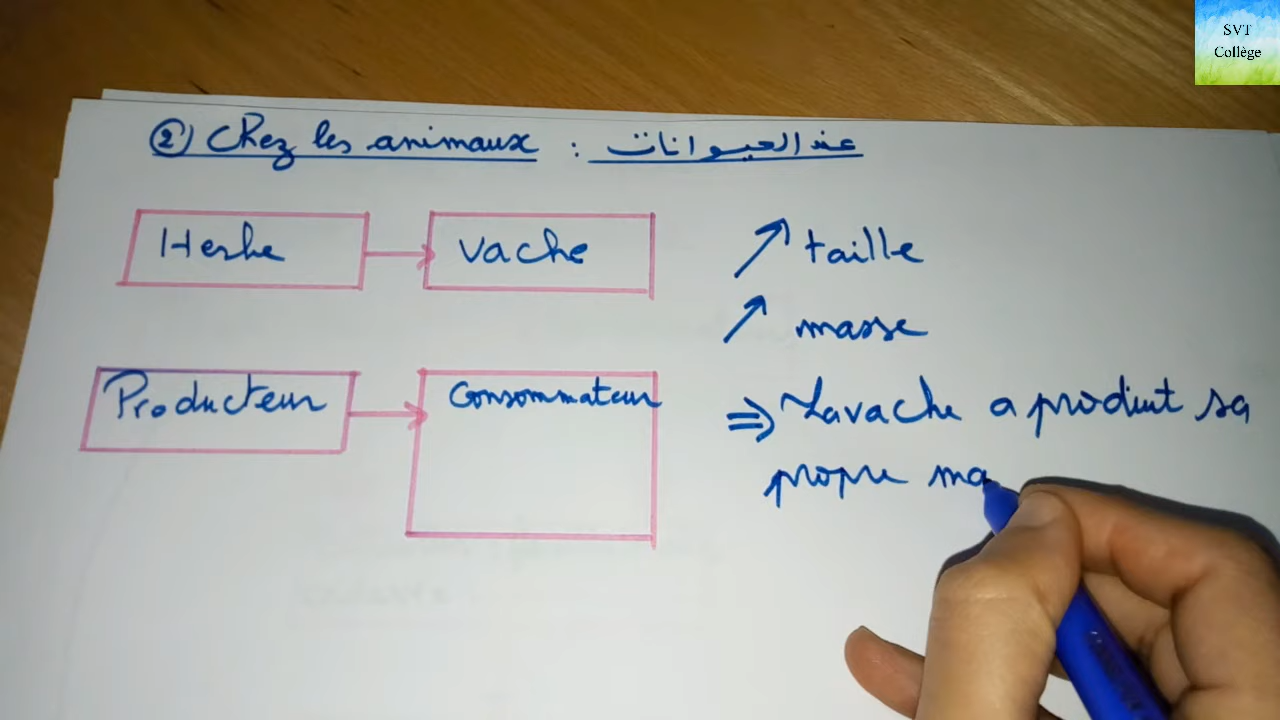 SVT
Collège
② Chez les animaux : عند الحيوانات
Herbe → Vache
↗ taille
↗ masse
Producteur → Consommateur
⇒ La vache a produit sa
propre ma